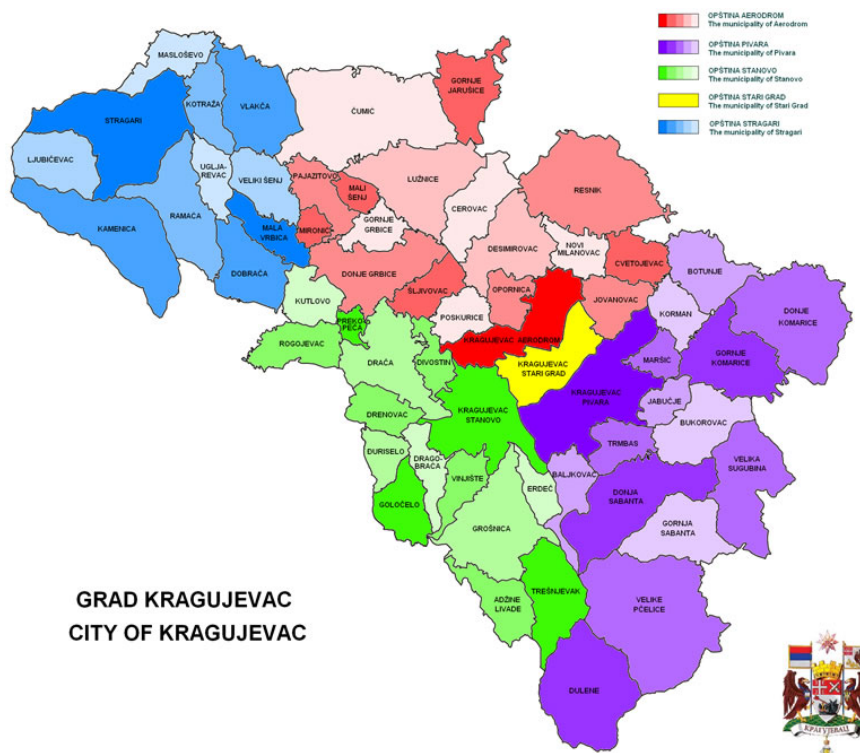 OPŠTINA AERODROM
The municipality of Aerodrom
OPŠTINA PIVARA
The municipality of Pivara
OPŠTINA STANOVO
The municipality of Stanovo
OPŠTINA STARI GRAD
The municipality of Stari Grad
OPŠTINA STRAGARI
The municipality of Stragari
MASLOŠEVO
GORNJE
JARUŠICE
KOTRAŽA
VLAKČA
ČUMIĆ
STRAGARI
LJUBIČEVAC
UGLJA-
REVAC
VELIKI ŠENJ
PAJAZITOVO
MALI
ŠENJ
LUŽNICE
RESNIK
CEROVAC
KAMENICA
RAMAĆA
MALA
VRBICA
MIRONIĆ
GORNJE
GRBICE
DESIMIROVAC
NOVI
MILANOVAC
DOBRAČA
DONJE GRBICE
CVETOJEVAC
BOTUNJE
KUTLOVO
ŠLJIVOVAC
OPORNICA
JOVANOVAC
DONJE
KOMARICE
POSKURICE
KORMAN
PREKO-
PEČA
ROGOJEVAC
KRAGUJEVAC AERODROM
DRAČA
DIVOSTIN
KRAGUJEVAC
STARI GRAD
MARŠIĆ
GORNJE
KOMARICE
KRAGUJEVAC
PIVARA
JABUČJE
DRENOVAC
KRAGUJEVAC
STANOVO
BUKOROVAC
TRMBAS
ĐURISELO
DRAGO-
BRAĆA
VINJIŠTE
ERDEČ
BALJKOVAC
VELIKA
SUGUBINA
GOLOČELO
DONJA
SABANTA
GROŠNICA
GORNJA
SABANTA
ADŽINE
LIVADE
TREŠNJEVAK
VELIKE
PČELICE
DULENE
GRAD KRAGUJEVAC
CITY OF KRAGUJEVAC
КРАГУЈЕВАЦ